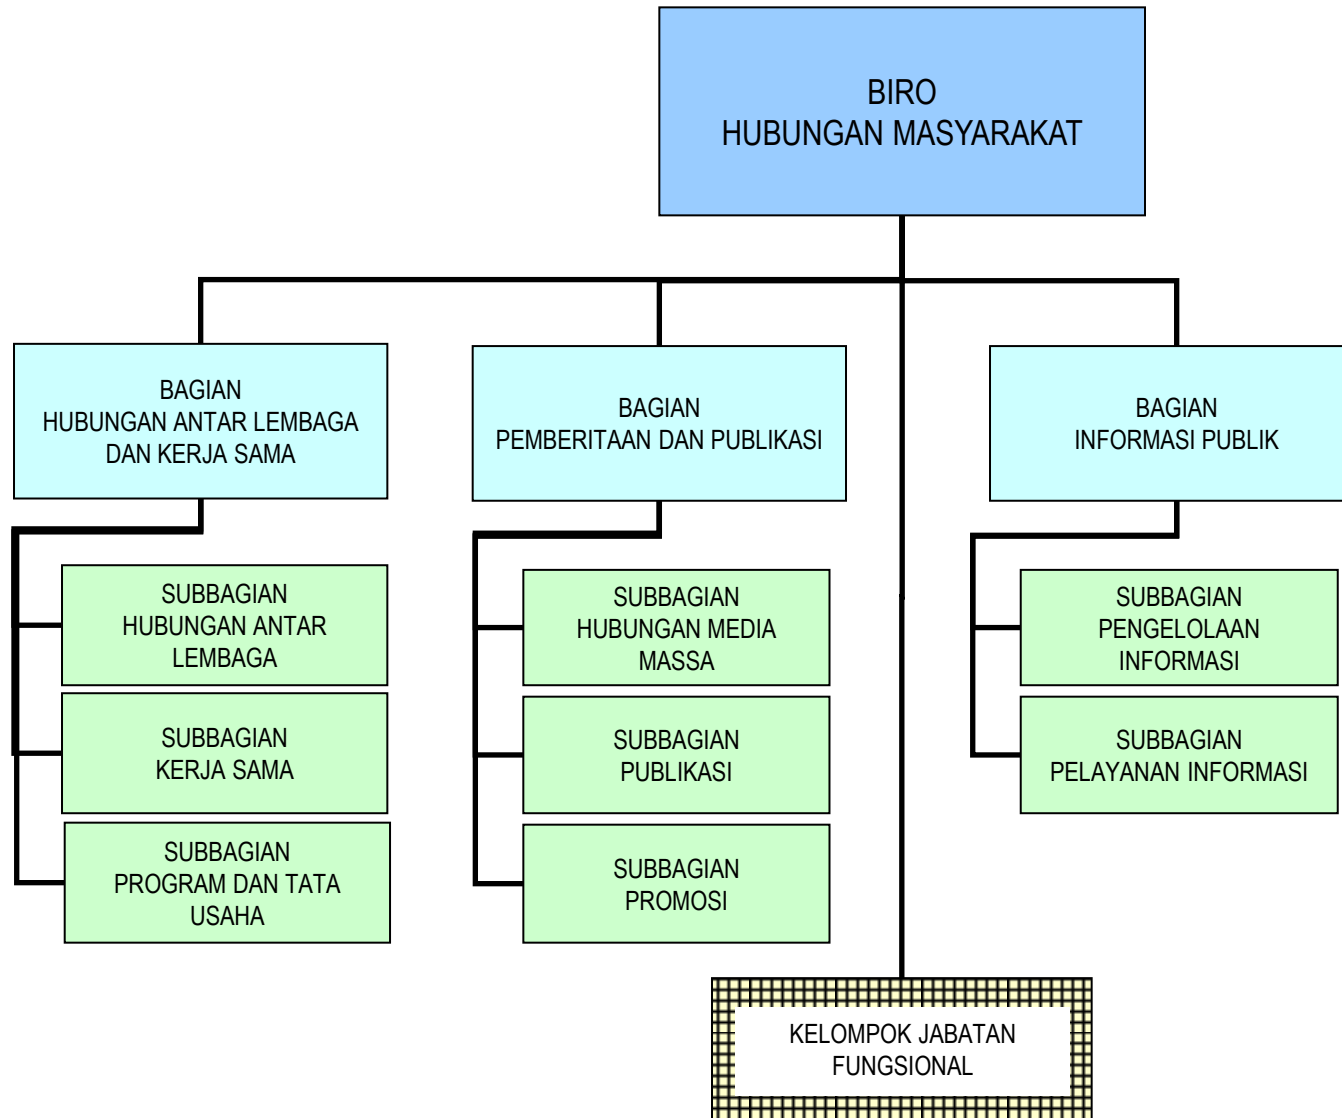 BIRO
HUBUNGAN MASYARAKAT
BAGIAN
HUBUNGAN ANTAR LEMBAGA
DAN KERJA SAMA
BAGIAN
PEMBERITAAN DAN PUBLIKASI
BAGIAN
INFORMASI PUBLIK
SUBBAGIAN
HUBUNGAN ANTAR
LEMBAGA
SUBBAGIAN
KERJA SAMA
SUBBAGIAN
PROGRAM DAN TATA
USAHA
SUBBAGIAN
HUBUNGAN MEDIA
MASSA
SUBBAGIAN
PUBLIKASI
SUBBAGIAN
PROMOSI
SUBBAGIAN
PENGELOLAAN
INFORMASI
SUBBAGIAN
PELAYANAN INFORMASI
KELOMPOK JABATAN
FUNGSIONAL